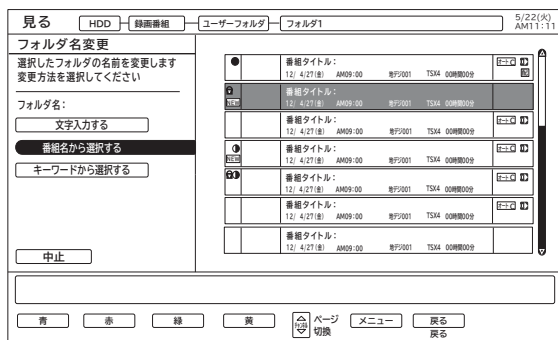 見る HDD 録画番組 ユーザーフォルダ フォルダ1 5/22(火) AM11:11
フォルダ名変更
選択したフォルダの名前を変更します
変更方法を選択してください
フォルダ名:
文字入力する
番組名から選択する
キーワードから選択する
中止
番組タイトル:
12/ 4/27(金) AM09:00 地デジ001 TSX4 00時間00分
NEW
番組タイトル:
12/ 4/27(金) AM09:00 地デジ001 TSX4 00時間00分
番組タイトル:
12/ 4/27(金) AM09:00 地デジ001 TSX4 00時間00分
NEW
番組タイトル:
12/ 4/27(金) AM09:00 地デジ001 TSX4 00時間00分
番組タイトル:
12/ 4/27(金) AM09:00 地デジ001 TSX4 00時間00分
番組タイトル:
12/ 4/27(金) AM09:00 地デジ001 TSX4 00時間00分
番組タイトル:
12/ 4/27(金) AM09:00 地デジ001 TSX4 00時間00分
青 赤 緑 黄 チャンネル ページ切換 メニュー 戻る
戻る